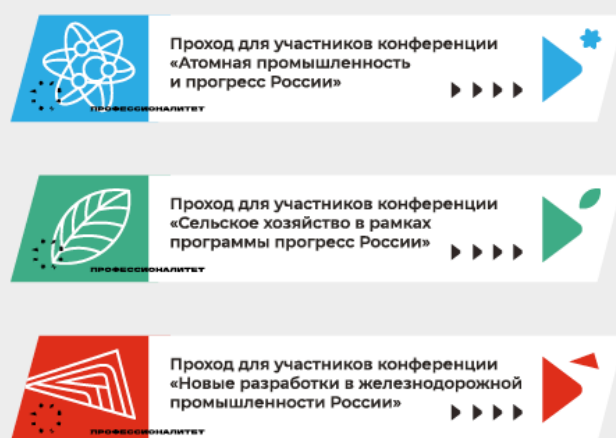 Проход для участников конференции
«Атомная промышленность
и прогресс России»
ПРОФЕССИОНАЛИТЕТ
Проход для участников конференции
«Сельское хозяйство в рамках
программы прогресс России»
ПРОФЕССИОНАЛИТЕТ
Проход для участников конференции
«Новые разработки в железнодорожной
промышленности России»
ПРОФЕССИОНАЛИТЕТ